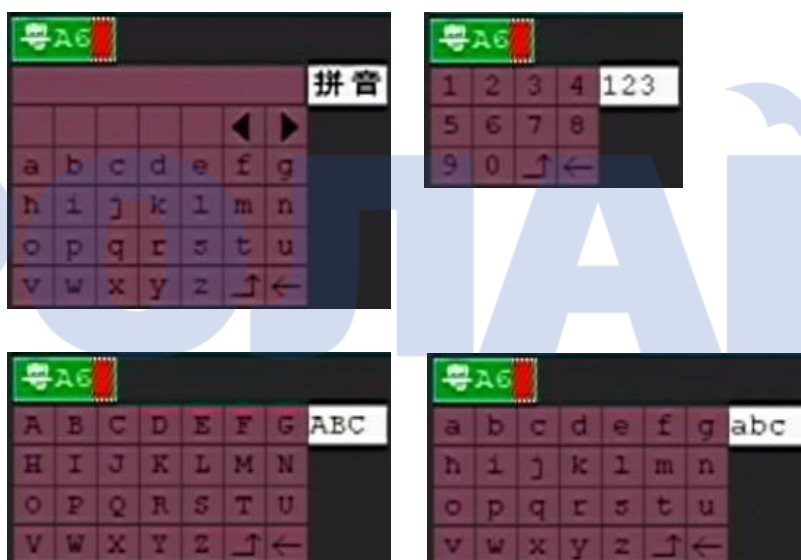 A6
拼音
a b c d e f g
h i j k l m n
o p q r s t u
v w x y z
A6
1 2 3 4 123
5 6 7 8
9 0
A6
A B C D E F G ABC
H I J K L M N
O P Q R S T U
V W X Y Z
A6
a b c d e f g abc
h i j k l m n
o p q r s t u
v w x y z